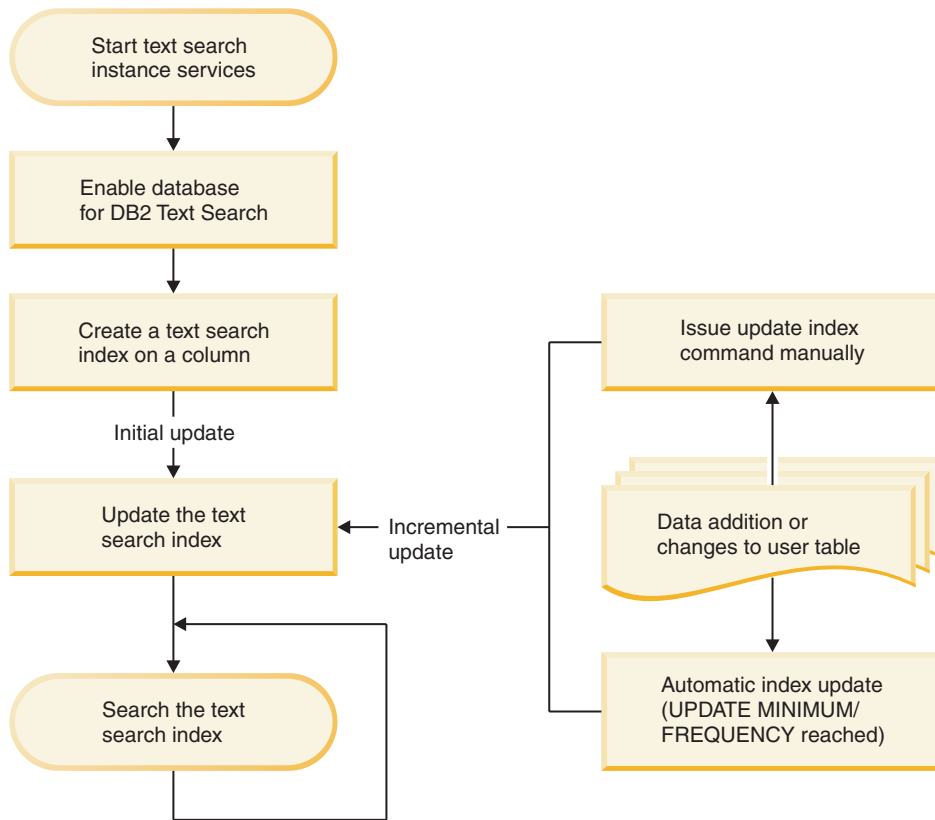 Start text search
instance services
Enable database
for DB2 Text Search
Create a text search
index on a column
Initial update
Update the text
search index
Search the text
search index
Incremental
update
Issue update index
command manually
Data addition or
changes to user table
Automatic index update
(UPDATE MINIMUM/
FREQUENCY reached)